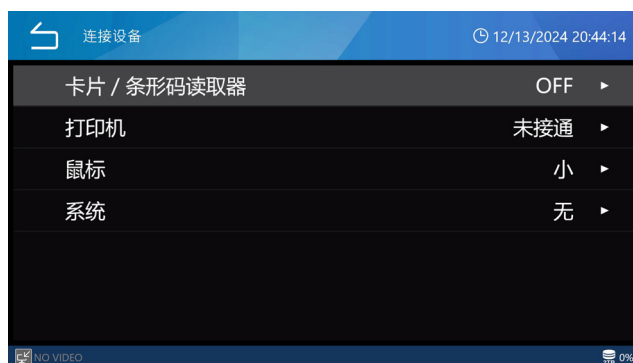 连接设备 12/13/2024 20:44:14
卡片 / 条形码读取器 OFF
打印机 未接通
鼠标 小
系统 无
NO VIDEO 0%